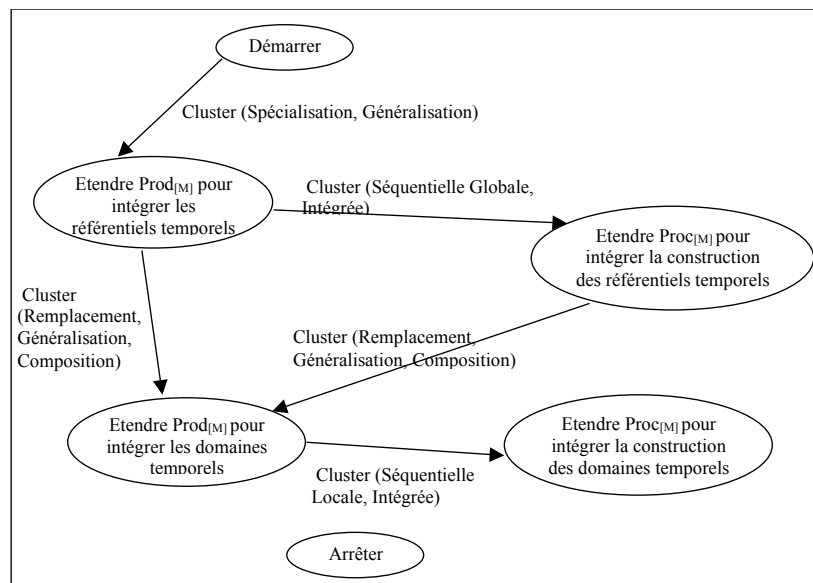 Démarrer
Cluster (Spécialisation, Généralisation)
Etendre Prod[M] pour
intégrer les
référentiels temporels
Cluster (Séquentielle Globale,
Intégrée)
Etendre Proc[M] pour
intégrer la construction
des référentiels temporels
Cluster
(Remplacement,
Généralisation,
Composition)
Cluster (Remplacement,
Généralisation, Composition)
Etendre Prod[M] pour
intégrer les domaines
temporels
Cluster (Séquentielle
Locale, Intégrée)
Etendre Proc[M] pour
intégrer la construction
des domaines temporels
Arrêter